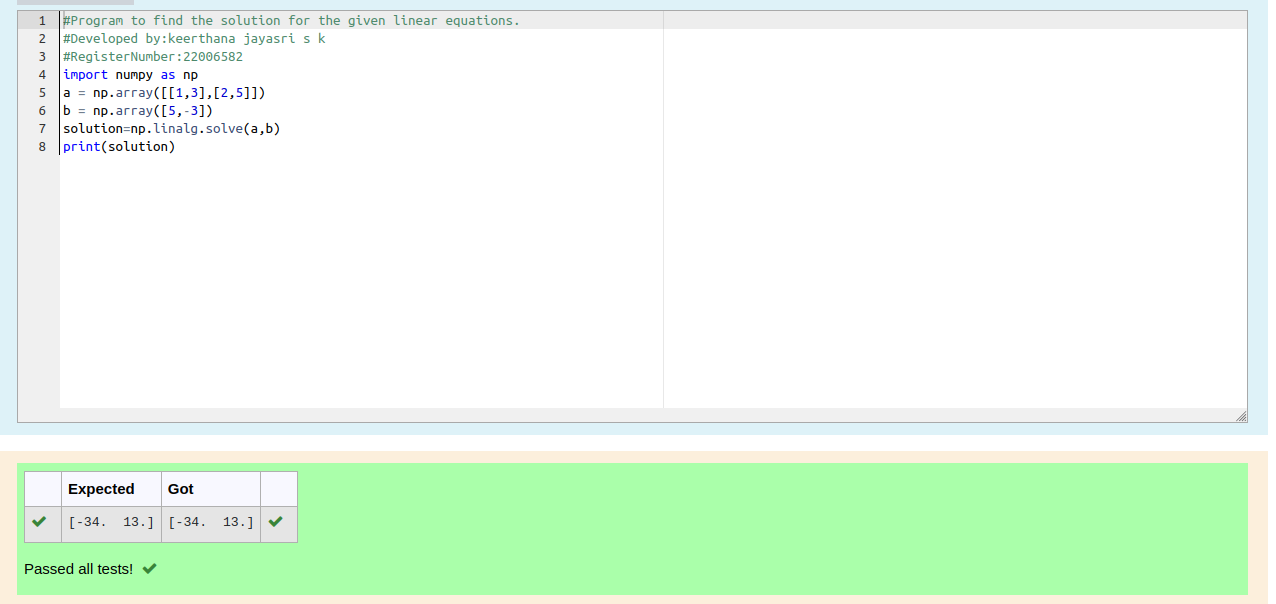 1 #Program to find the solution for the given linear equations.
2 #Developed by:keerthana jayasri s k
3 #RegisterNumber:22006582
4 import numpy as np
5 a = np.array([[1,3],[2,5]])
6 b = np.array([5,-3])
7 solution=np.linalg.solve(a,b)
8 print(solution)
Expected Got
[-34.  13.] [-34.  13.]
Passed all tests!